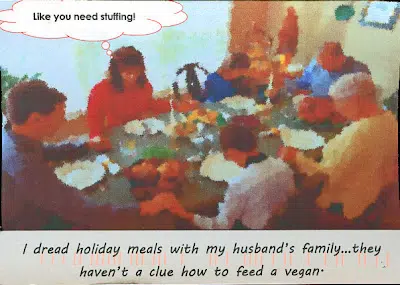 Like you need stuffing!
I dread holiday meals with my husband's family...they
haven't a clue how to feed a vegan.